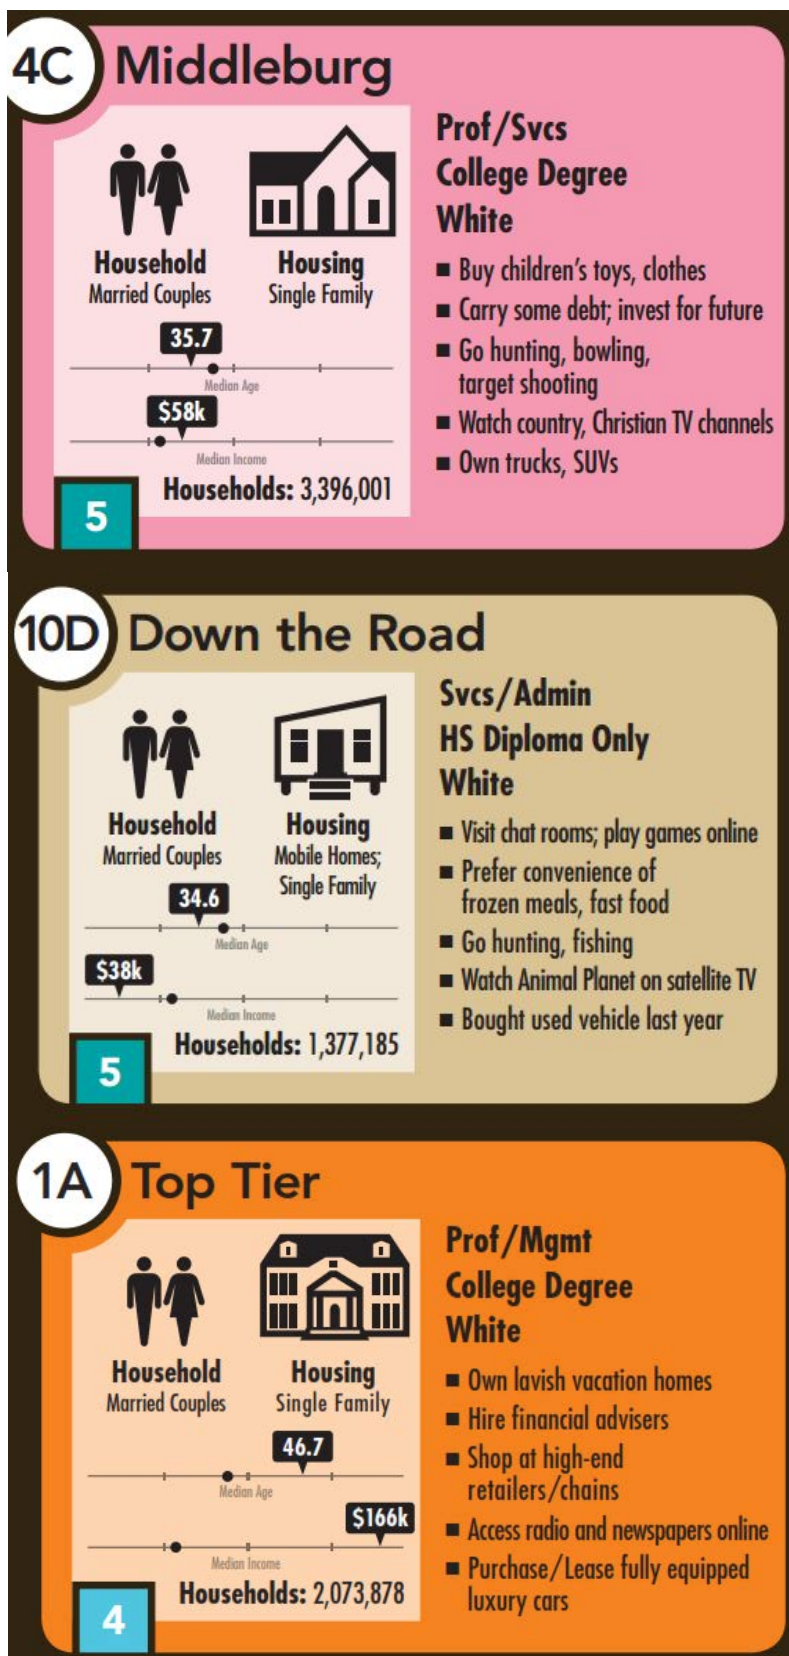 4C
Middleburg
Household
Married Couples
Housing
Single Family
35.7
Median Age
$58k
Median Income
Households: 3,396,001
5
Prof/Svcs
College Degree
White
■ Buy children's toys, clothes
■ Carry some debt; invest for future
■ Go hunting, bowling,
target shooting
■ Watch country, Christian TV channels
■ Own trucks, SUVs
10D
Down the Road
Household
Married Couples
Housing
Mobile Homes;
Single Family
34.6
Median Age
$38k
Median Income
Households: 1,377,185
5
Svcs/Admin
HS Diploma Only
White
■ Visit chat rooms; play games online
■ Prefer convenience of
frozen meals, fast food
■ Go hunting, fishing
■ Watch Animal Planet on satellite TV
■ Bought used vehicle last year
1A
Top Tier
Household
Married Couples
Housing
Single Family
46.7
Median Age
$166k
Median Income
Households: 2,073,878
4
Prof/Mgmt
College Degree
White
■ Own lavish vacation homes
■ Hire financial advisers
■ Shop at high-end
retailers/chains
■ Access radio and newspapers online
■ Purchase/Lease fully equipped
luxury cars